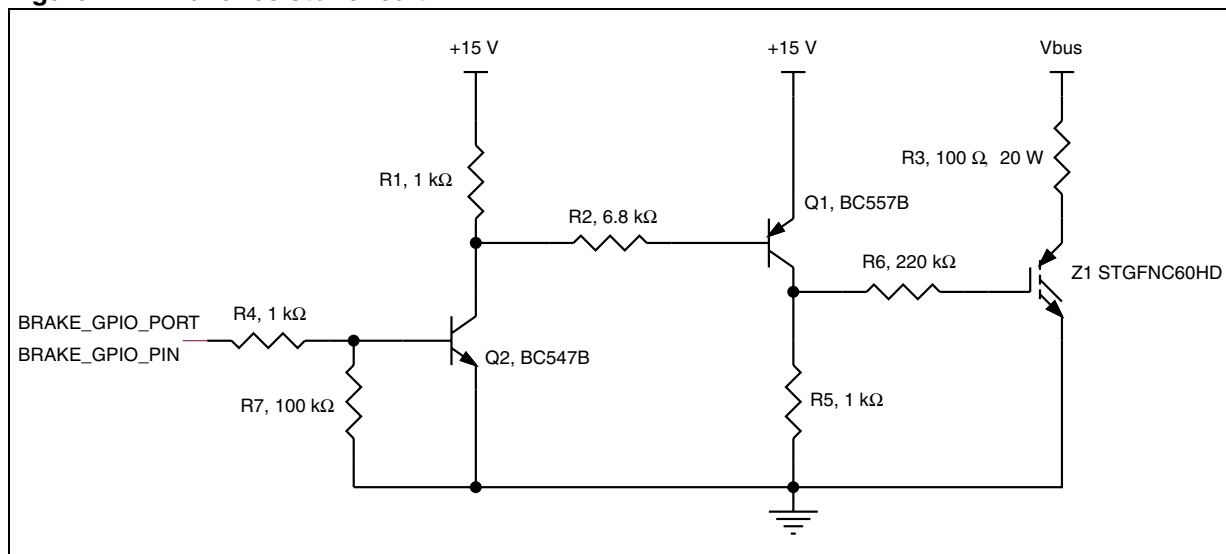 +15 V
+15 V
Vbus
R1, 1 kΩ
R3, 100 Ω, 20 W
Q1, BC557B
R2, 6.8 kΩ
R6, 220 kΩ
Z1 STGFNC60HD
BRAKE_GPIO_PORT
BRAKE_GPIO_PIN
R4, 1 kΩ
Q2, BC547B
R7, 100 kΩ
R5, 1 kΩ